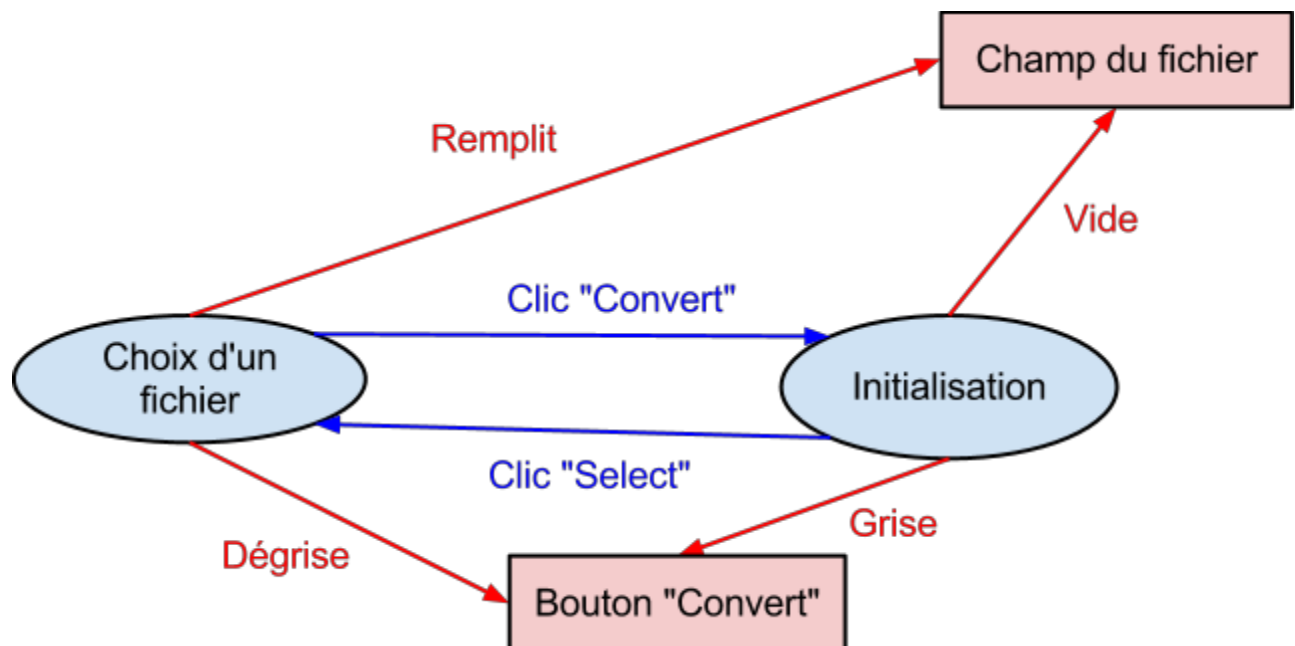 Champ du fichier
Remplit
Vide
Clic "Convert"
Choix d'un
fichier
Initialisation
Clic "Select"
Grise
Dégrise
Bouton "Convert"